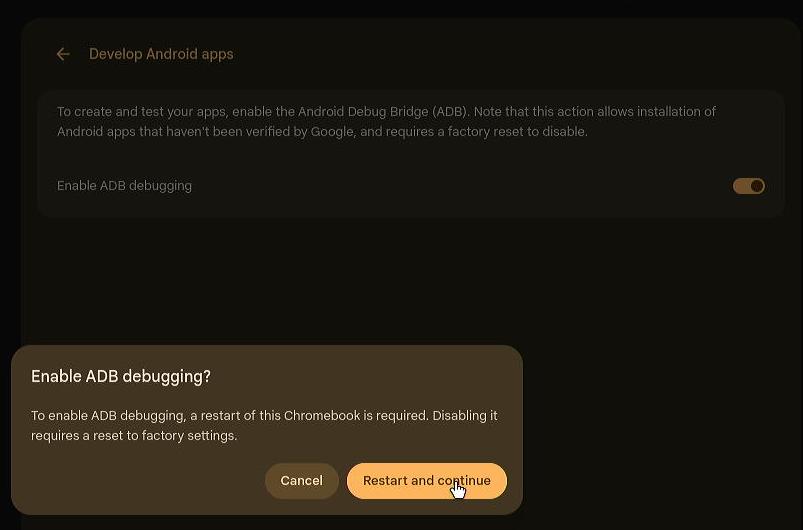 Develop Android apps
To create and test your apps, enable the Android Debug Bridge (ADB). Note that this action allows installation of
Android apps that haven't been verified by Google, and requires a factory reset to disable.
Enable ADB debugging
Enable ADB debugging?
To enable ADB debugging, a restart of this Chromebook is required. Disabling it
requires a reset to factory settings.
Cancel
Restart and continue